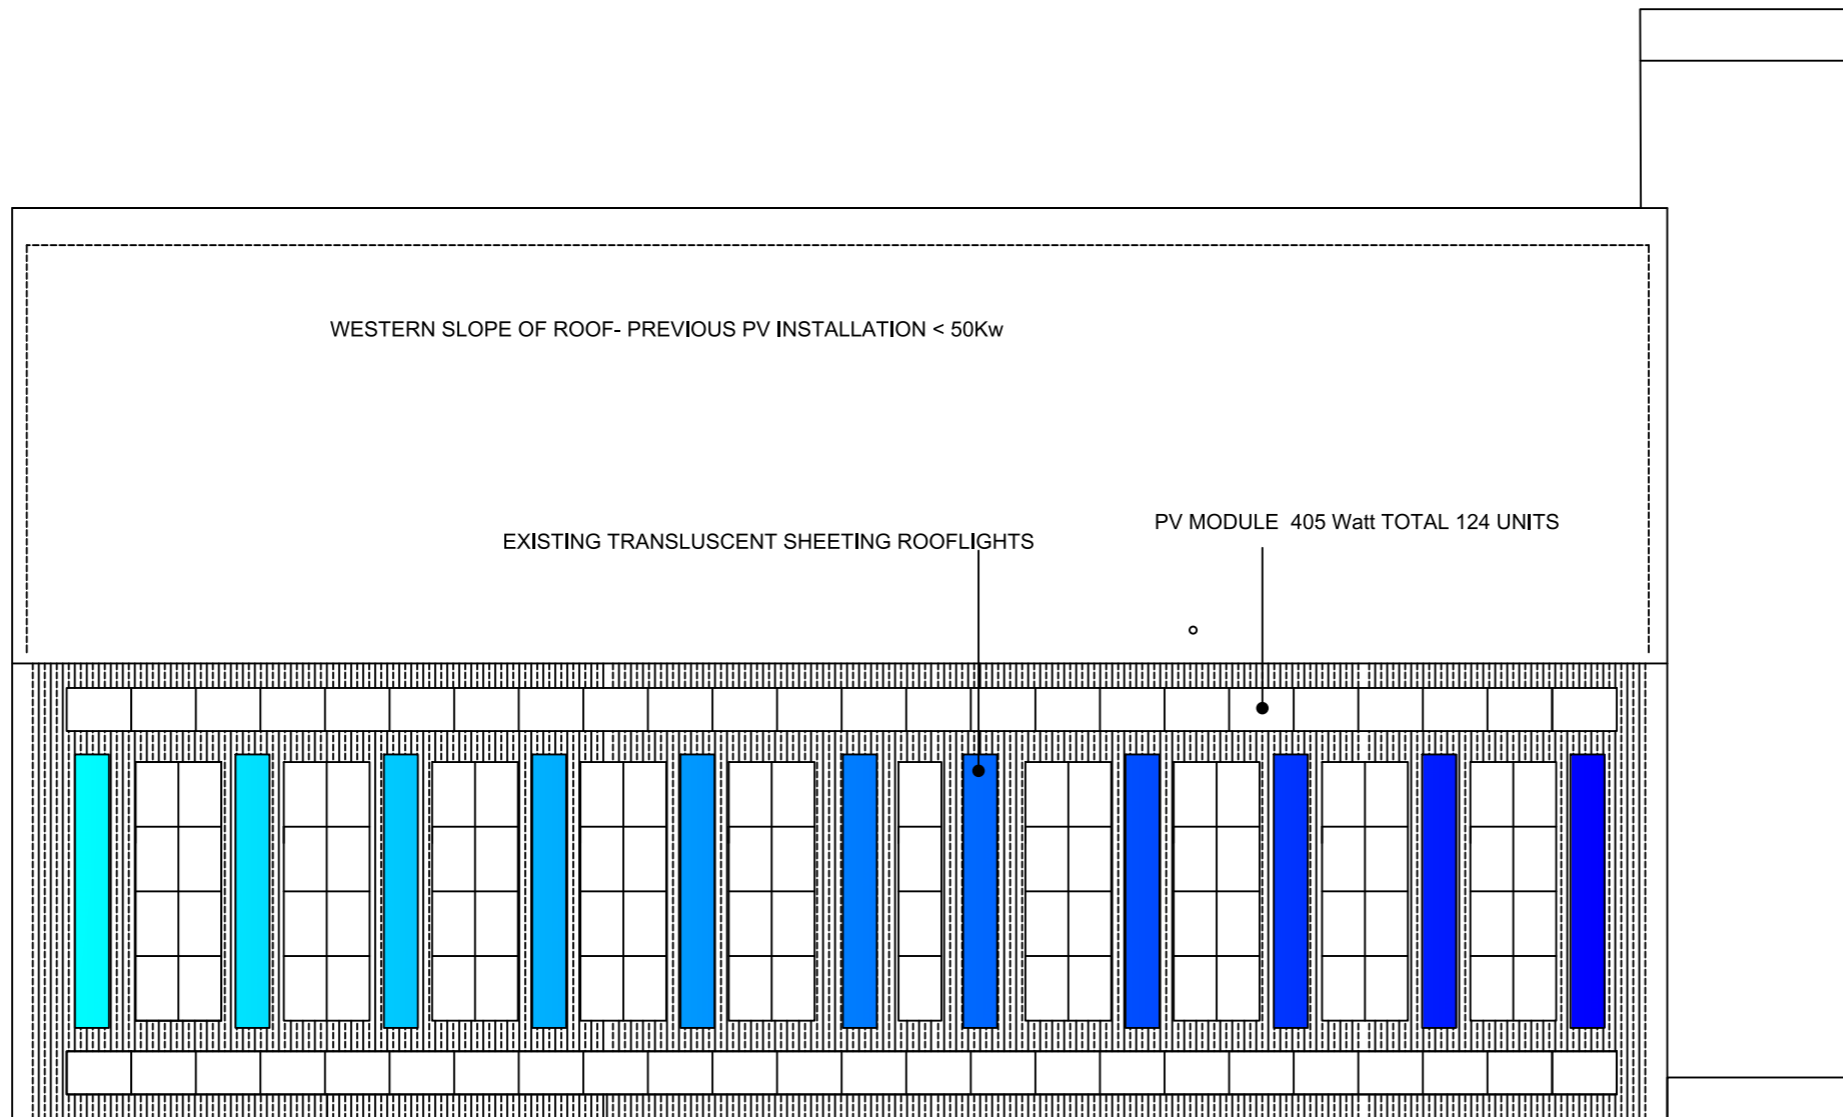 WESTERN SLOPE OF ROOF- PREVIOUS PV INSTALLATION < 50Kw
PV MODULE 405 Watt TOTAL 124 UNITS
EXISTING TRANSLUSCENT SHEETING ROOFLIGHTS